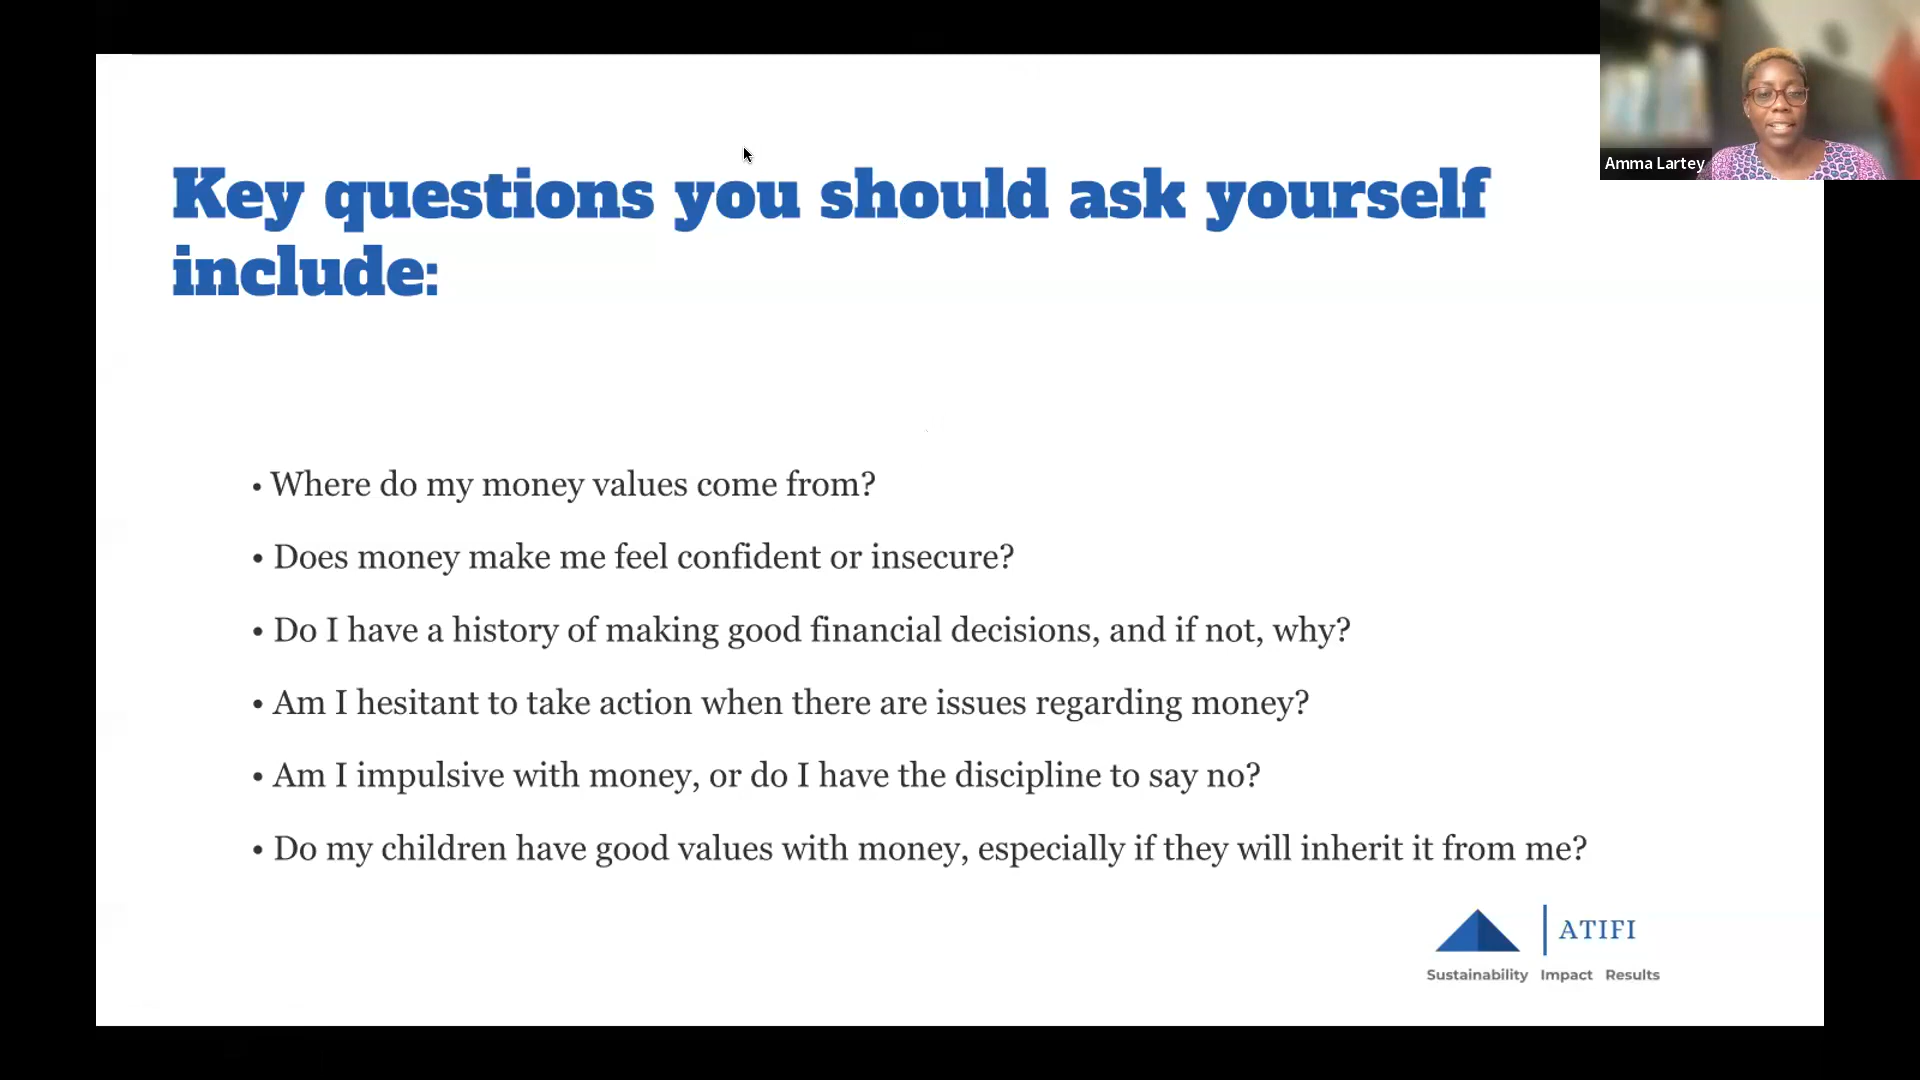 Amma Lartey
Key questions you should ask yourself
include:
• Where do my money values come from?
• Does money make me feel confident or insecure?
• Do I have a history of making good financial decisions, and if not, why?
• Am I hesitant to take action when there are issues regarding money?
• Am I impulsive with money, or do I have the discipline to say no?
• Do my children have good values with money, especially if they will inherit it from me?
ATIFI
Sustainability Impact Results